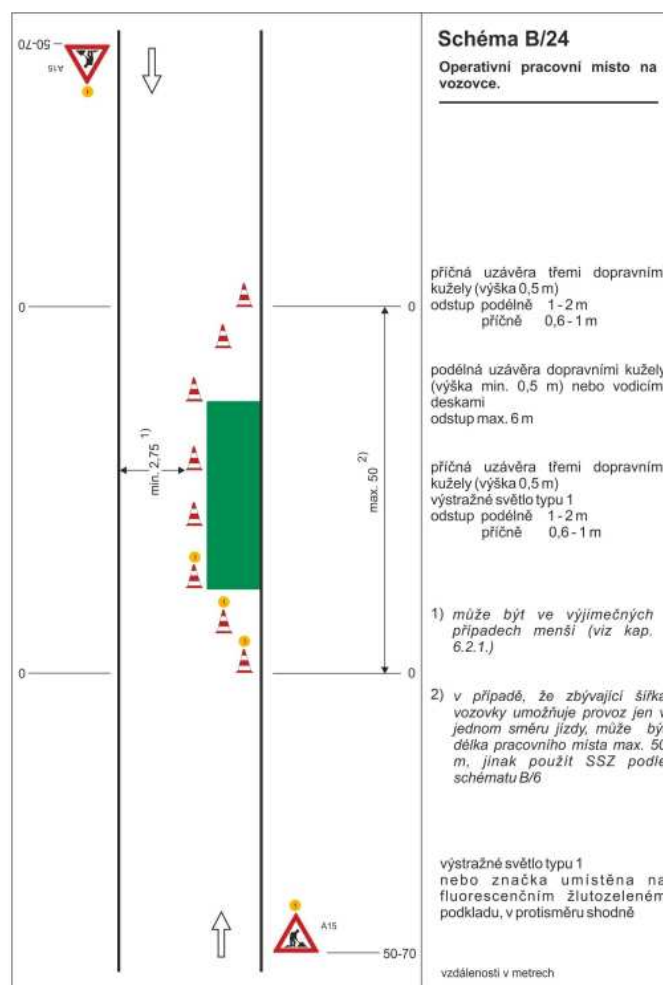 Schéma B/24
Operativní pracovní místo na
vozovce.
50-70
A15
příčná uzávěra třemi dopravním
kužely (výška 0,5 m)
odstup podélně 1-2 m
příčně 0,6-1 m
0
0
podélná uzávěra dopravními kužely
(výška min. 0,5 m) nebo vodicím
deskami
odstup max. 6 m
min. 2,75 1)
max. 50 2)
příčná uzávěra třemi dopravním
kužely (výška 0,5 m)
výstražné světlo typu 1
odstup podélně 1-2 m
příčně 0,6-1 m
1) může být ve výjimečných
případech menší (viz kap.
6.2.1.)
0
0
2) v případě, že zbývající šířka
vozovky umožňuje provoz jen v
jednom směru jízdy, může být
délka pracovního místa max. 50
m, jinak použít SSZ podle
schématu B/6
výstražné světlo typu 1
nebo značka umístěna na
fluorescenčním žlutozeleném
podkladu, v protisměru shodně
A15
50-70
vzdálenosti v metrech